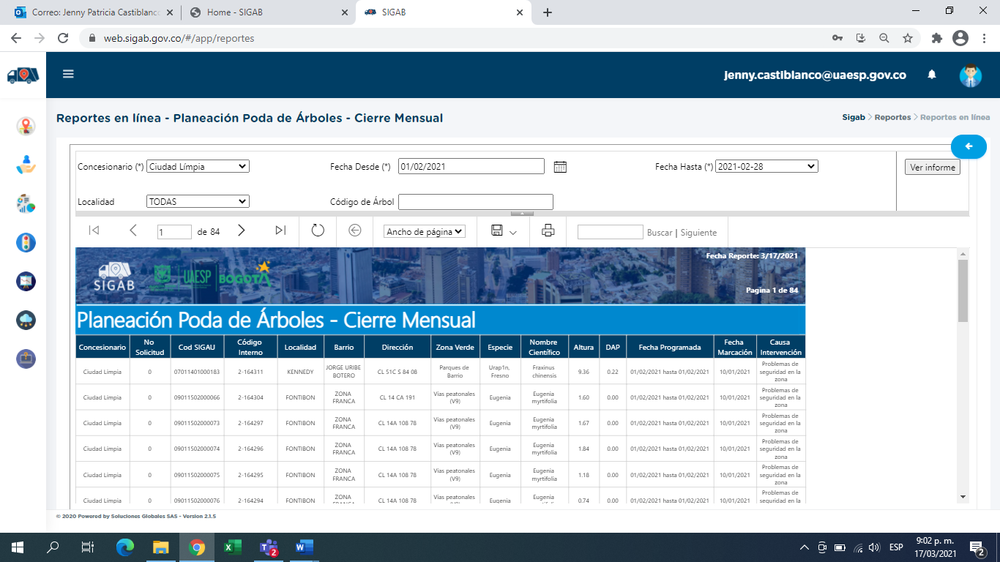 Correo: Jenny Patricia Castiblanco
Home - SIGAB
SIGAB
web.sigab.gov.co/#/app/reportes
jenny.castiblanco@uaesp.gov.co
Reportes en línea - Planeación Poda de Árboles - Cierre Mensual
Sigab > Reportes > Reportes en línea
Concesionario (*) Ciudad Límpia Fecha Desde (*) 01/02/2021 Fecha Hasta (*) 2021-02-28 Ver informe
Localidad TODAS Código de Árbol
1 de 84 Ancho de página Buscar | Siguiente
Fecha Reporte: 3/17/2021
SIGAB UAESP BOGOTA
Pagina 1 de 84
Planeación Poda de Árboles - Cierre Mensual
Concesionario No Solicitud Cod SIGAU Código Interno Localidad Barrio Dirección Zona Verde Especie Nombre Científico Altura DAP Fecha Programada Fecha Marcación Causa Intervención
Ciudad Límpia 0 07011401000183 2-164311 KENNEDY JORGE URIBE BOTERO CL 51C S 84 08 Parques de Barrio Urap1n, Fresno Fraxinus chinensis 9.36 0.22 01/02/2021 hasta 01/02/2021 10/01/2021 Problemas de seguridad en la zona
Ciudad Límpia 0 09011502000066 2-164304 FONTIBON ZONA FRANCA CL 14 CA 191 Vias peatonales (V9) Eugenia Eugenia myrtifolia 1.60 0.00 01/02/2021 hasta 01/02/2021 10/01/2021 Problemas de seguridad en la zona
Ciudad Límpia 0 09011502000073 2-164297 FONTIBON ZONA FRANCA CL 14A 108 78 Vias peatonales (V9) Eugenia Eugenia myrtifolia 1.67 0.00 01/02/2021 hasta 01/02/2021 10/01/2021 Problemas de seguridad en la zona
Ciudad Límpia 0 09011502000074 2-164296 FONTIBON ZONA FRANCA CL 14A 108 78 Vias peatonales (V9) Eugenia Eugenia myrtifolia 1.84 0.00 01/02/2021 hasta 01/02/2021 10/01/2021 Problemas de seguridad en la zona
Ciudad Límpia 0 09011502000075 2-164295 FONTIBON ZONA FRANCA CL 14A 108 78 Vias peatonales (V9) Eugenia Eugenia myrtifolia 1.18 0.00 01/02/2021 hasta 01/02/2021 10/01/2021 Problemas de seguridad en la zona
Ciudad Límpia 0 09011502000076 2-164294 FONTIBON ZONA FRANCA CL 14A 108 78 Vias peatonales (V9) Eugenia Eugenia 0.74 0.00 01/02/2021 hasta 01/02/2021 10/01/2021 Problemas de seguridad en la
© 2020 Powered by Soluciones Globales SAS - Version 2.1.5
2
ESP
9:02 p. m.
17/03/2021
2